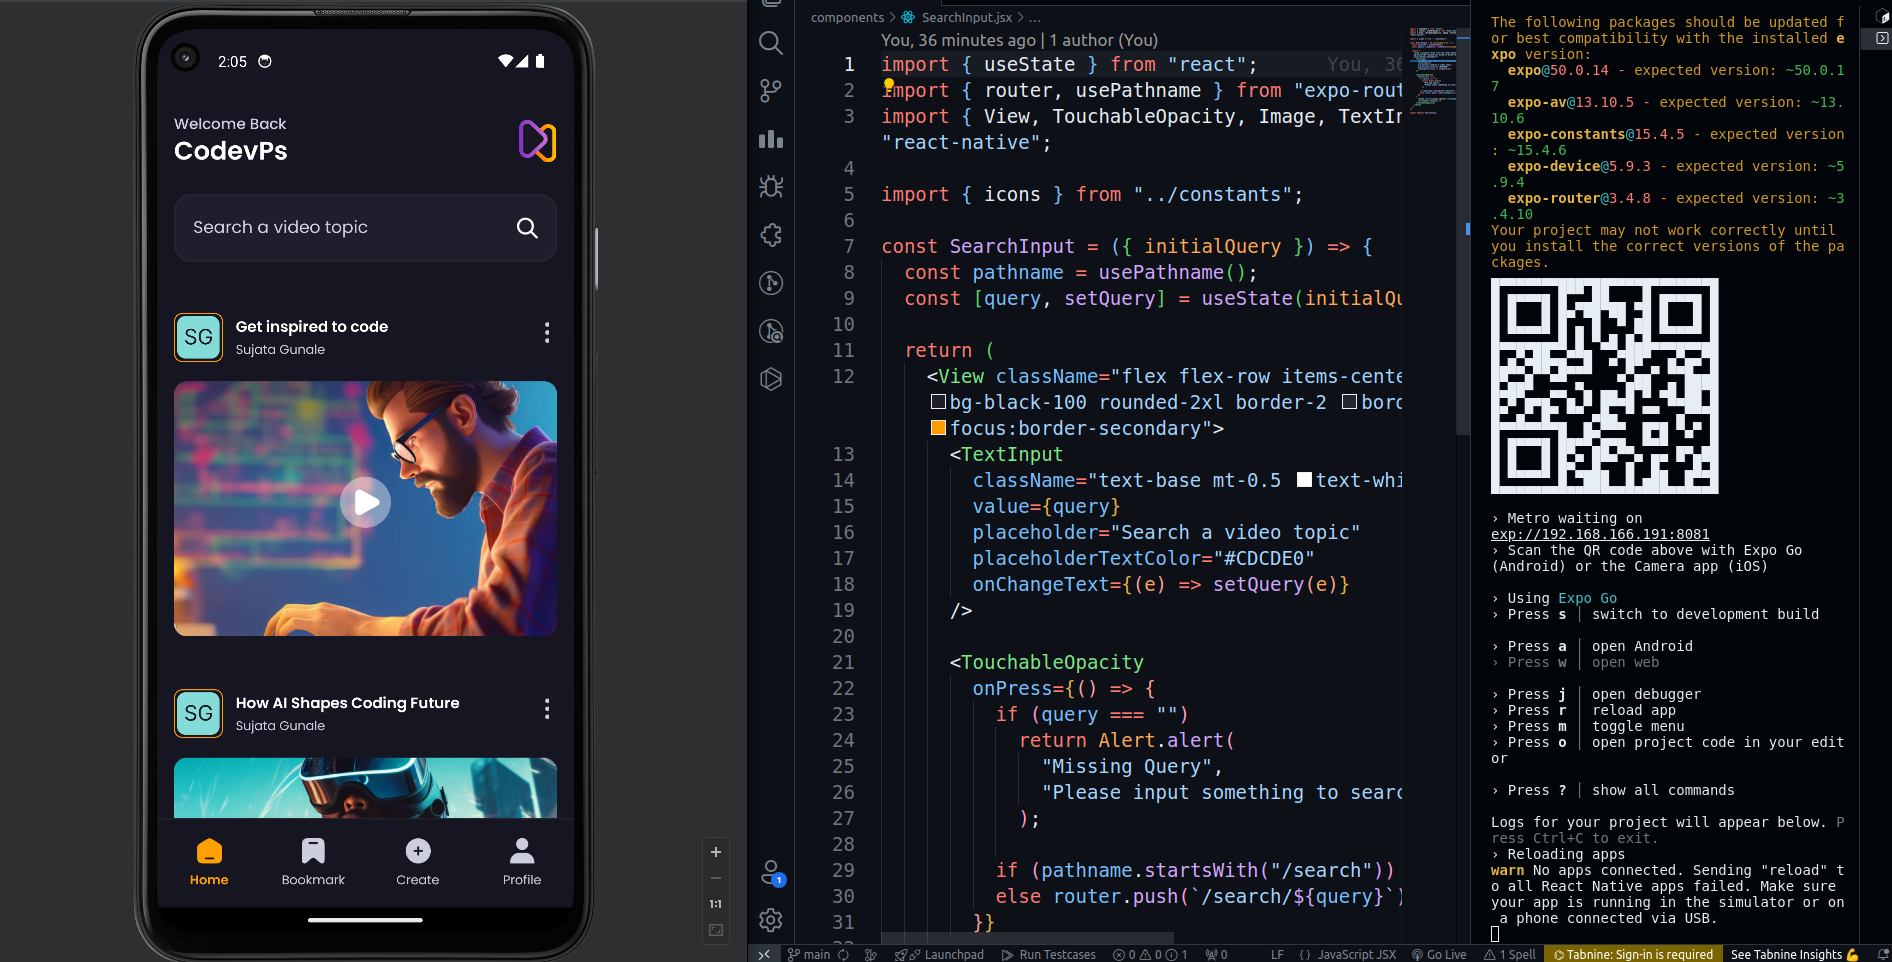 2:05
Welcome Back
CodevPs
Search a video topic
SG
Get inspired to code
Sujata Gunale
SG
How AI Shapes Coding Future
Sujata Gunale
Home
Bookmark
Create
Profile
1:1
1
components > SearchInput.jsx > ...
You, 36 minutes ago | 1 author (You)
1 import { useState } from "react"; You, 36
2 import { router, usePathname } from "expo-rout
3 import { View, TouchableOpacity, Image, TextIn
"react-native";
4
5 import { icons } from "../constants";
6
7 const SearchInput = ({ initialQuery }) => {
8 const pathname = usePathname();
9 const [query, setQuery] = useState(initialQu
10
11 return (
12 <View className="flex flex-row items-cente
bg-black-100 rounded-2xl border-2 bord
focus:border-secondary">
13 <TextInput
14 className="text-base mt-0.5 text-whi
15 value={query}
16 placeholder="Search a video topic"
17 placeholderTextColor="#CDCDE0"
18 onChangeText={(e) => setQuery(e)}
19 />
20
21 <TouchableOpacity
22 onPress={() => {
23 if (query === "")
24 return Alert.alert(
25 "Missing Query",
26 "Please input something to searc
27 );
28
29 if (pathname.startsWith("/search"))
30 else router.push(`/search/${query}`)
31 }}
The following packages should be updated f
or best compatibility with the installed e
xpo version:
expo@50.0.14 - expected version: ~50.0.1
7
expo-av@13.10.5 - expected version: ~13.
10.6
expo-constants@15.4.5 - expected version
: ~15.4.6
expo-device@5.9.3 - expected version: ~5
.9.4
expo-router@3.4.8 - expected version: ~3
.4.10
Your project may not work correctly until
you install the correct versions of the pa
ckages.
› Metro waiting on
exp://192.168.166.191:8081
› Scan the QR code above with Expo Go
(Android) or the Camera app (iOS)
› Using Expo Go
› Press s │ switch to development build
› Press a │ open Android
› Press w │ open web
› Press j │ open debugger
› Press r │ reload app
› Press m │ toggle menu
› Press o │ open project code in your edit
or
› Press ? │ show all commands
Logs for your project will appear below. P
ress Ctrl+C to exit.
› Reloading apps
warn No apps connected. Sending "reload" t
o all React Native apps failed. Make sure
your app is running in the simulator or on
a phone connected via USB.
main Launchpad Run Testcases 0 0 1 0 LF {} JavaScript JSX Go Live 1 Spell Tabnine: Sign-in is required See Tabnine Insights